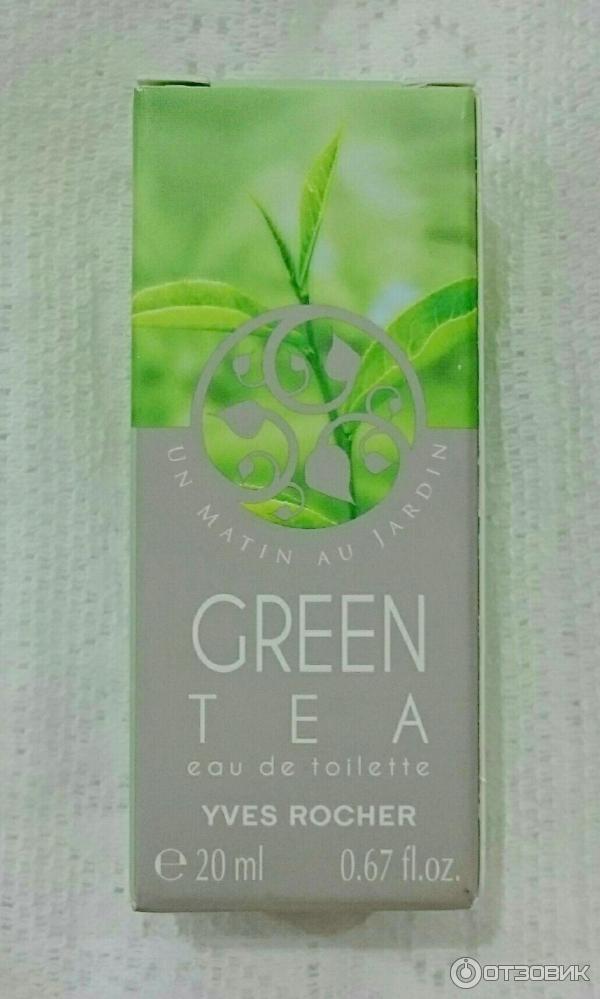 UN MATIN AU JARDIN
GREEN
TEA
eau de toilette
YVES ROCHER
℮ 20 ml 0.67 fl.oz.
ОТЗОВИК